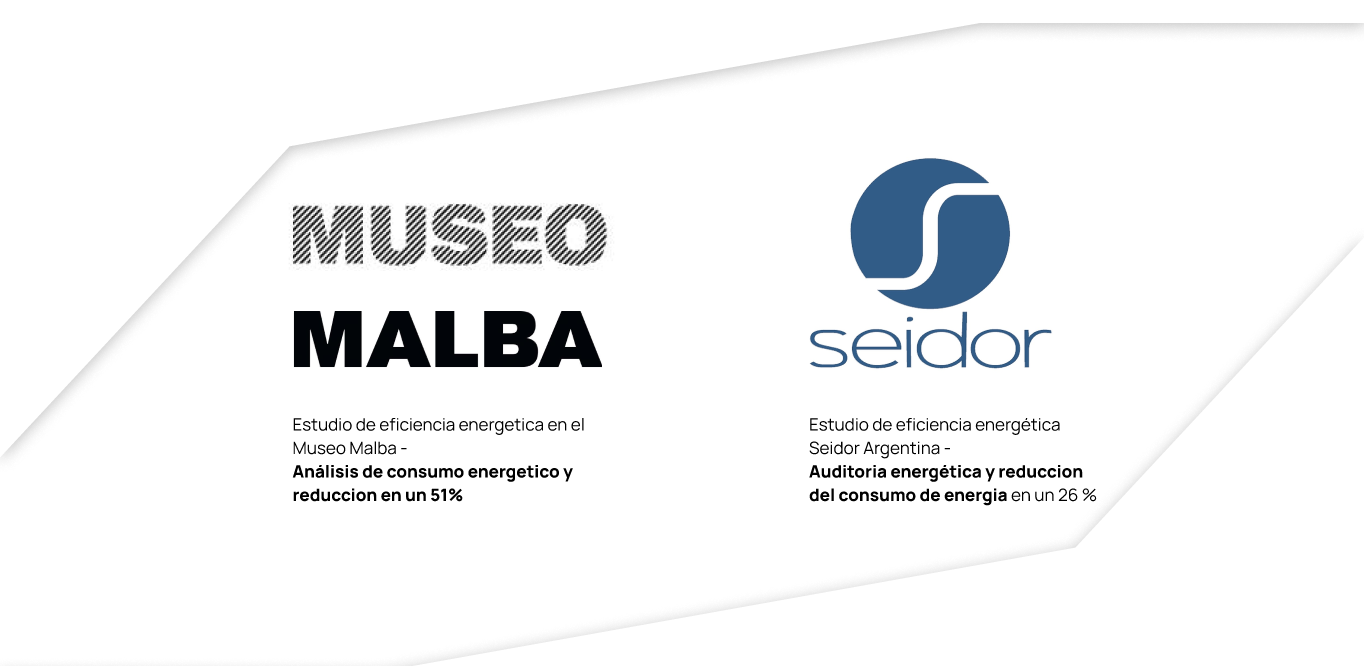 MUSEO
MALBA
Estudio de eficiencia energetica en el
Museo Malba -
Análisis de consumo energetico y
reduccion en un 51%
seidor
Estudio de eficiencia energética
Seidor Argentina -
Auditoria energética y reduccion
del consumo de energia en un 26 %